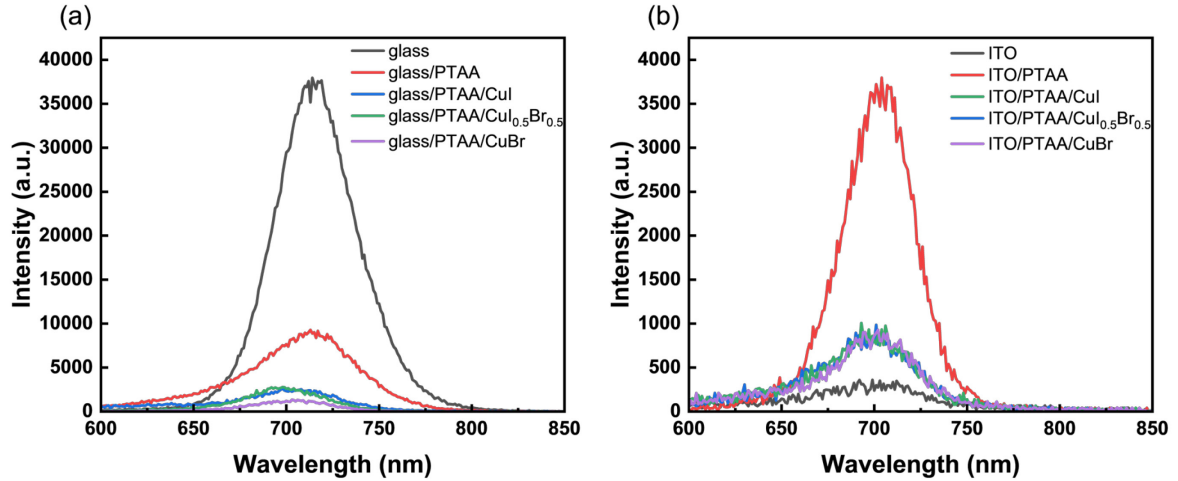 (a)
Intensity (a.u.)
40000
35000
30000
25000
20000
15000
10000
5000
0
glass
glass/PTAA
glass/PTAA/CuI
glass/PTAA/CuI₀.₅Br₀.₅
glass/PTAA/CuBr
600 650 700 750 800 850
Wavelength (nm)
(b)
Intensity (a.u.)
4000
3500
3000
2500
2000
1500
1000
500
0
ITO
ITO/PTAA
ITO/PTAA/CuI
ITO/PTAA/CuI₀.₅Br₀.₅
ITO/PTAA/CuBr
600 650 700 750 800 850
Wavelength (nm)